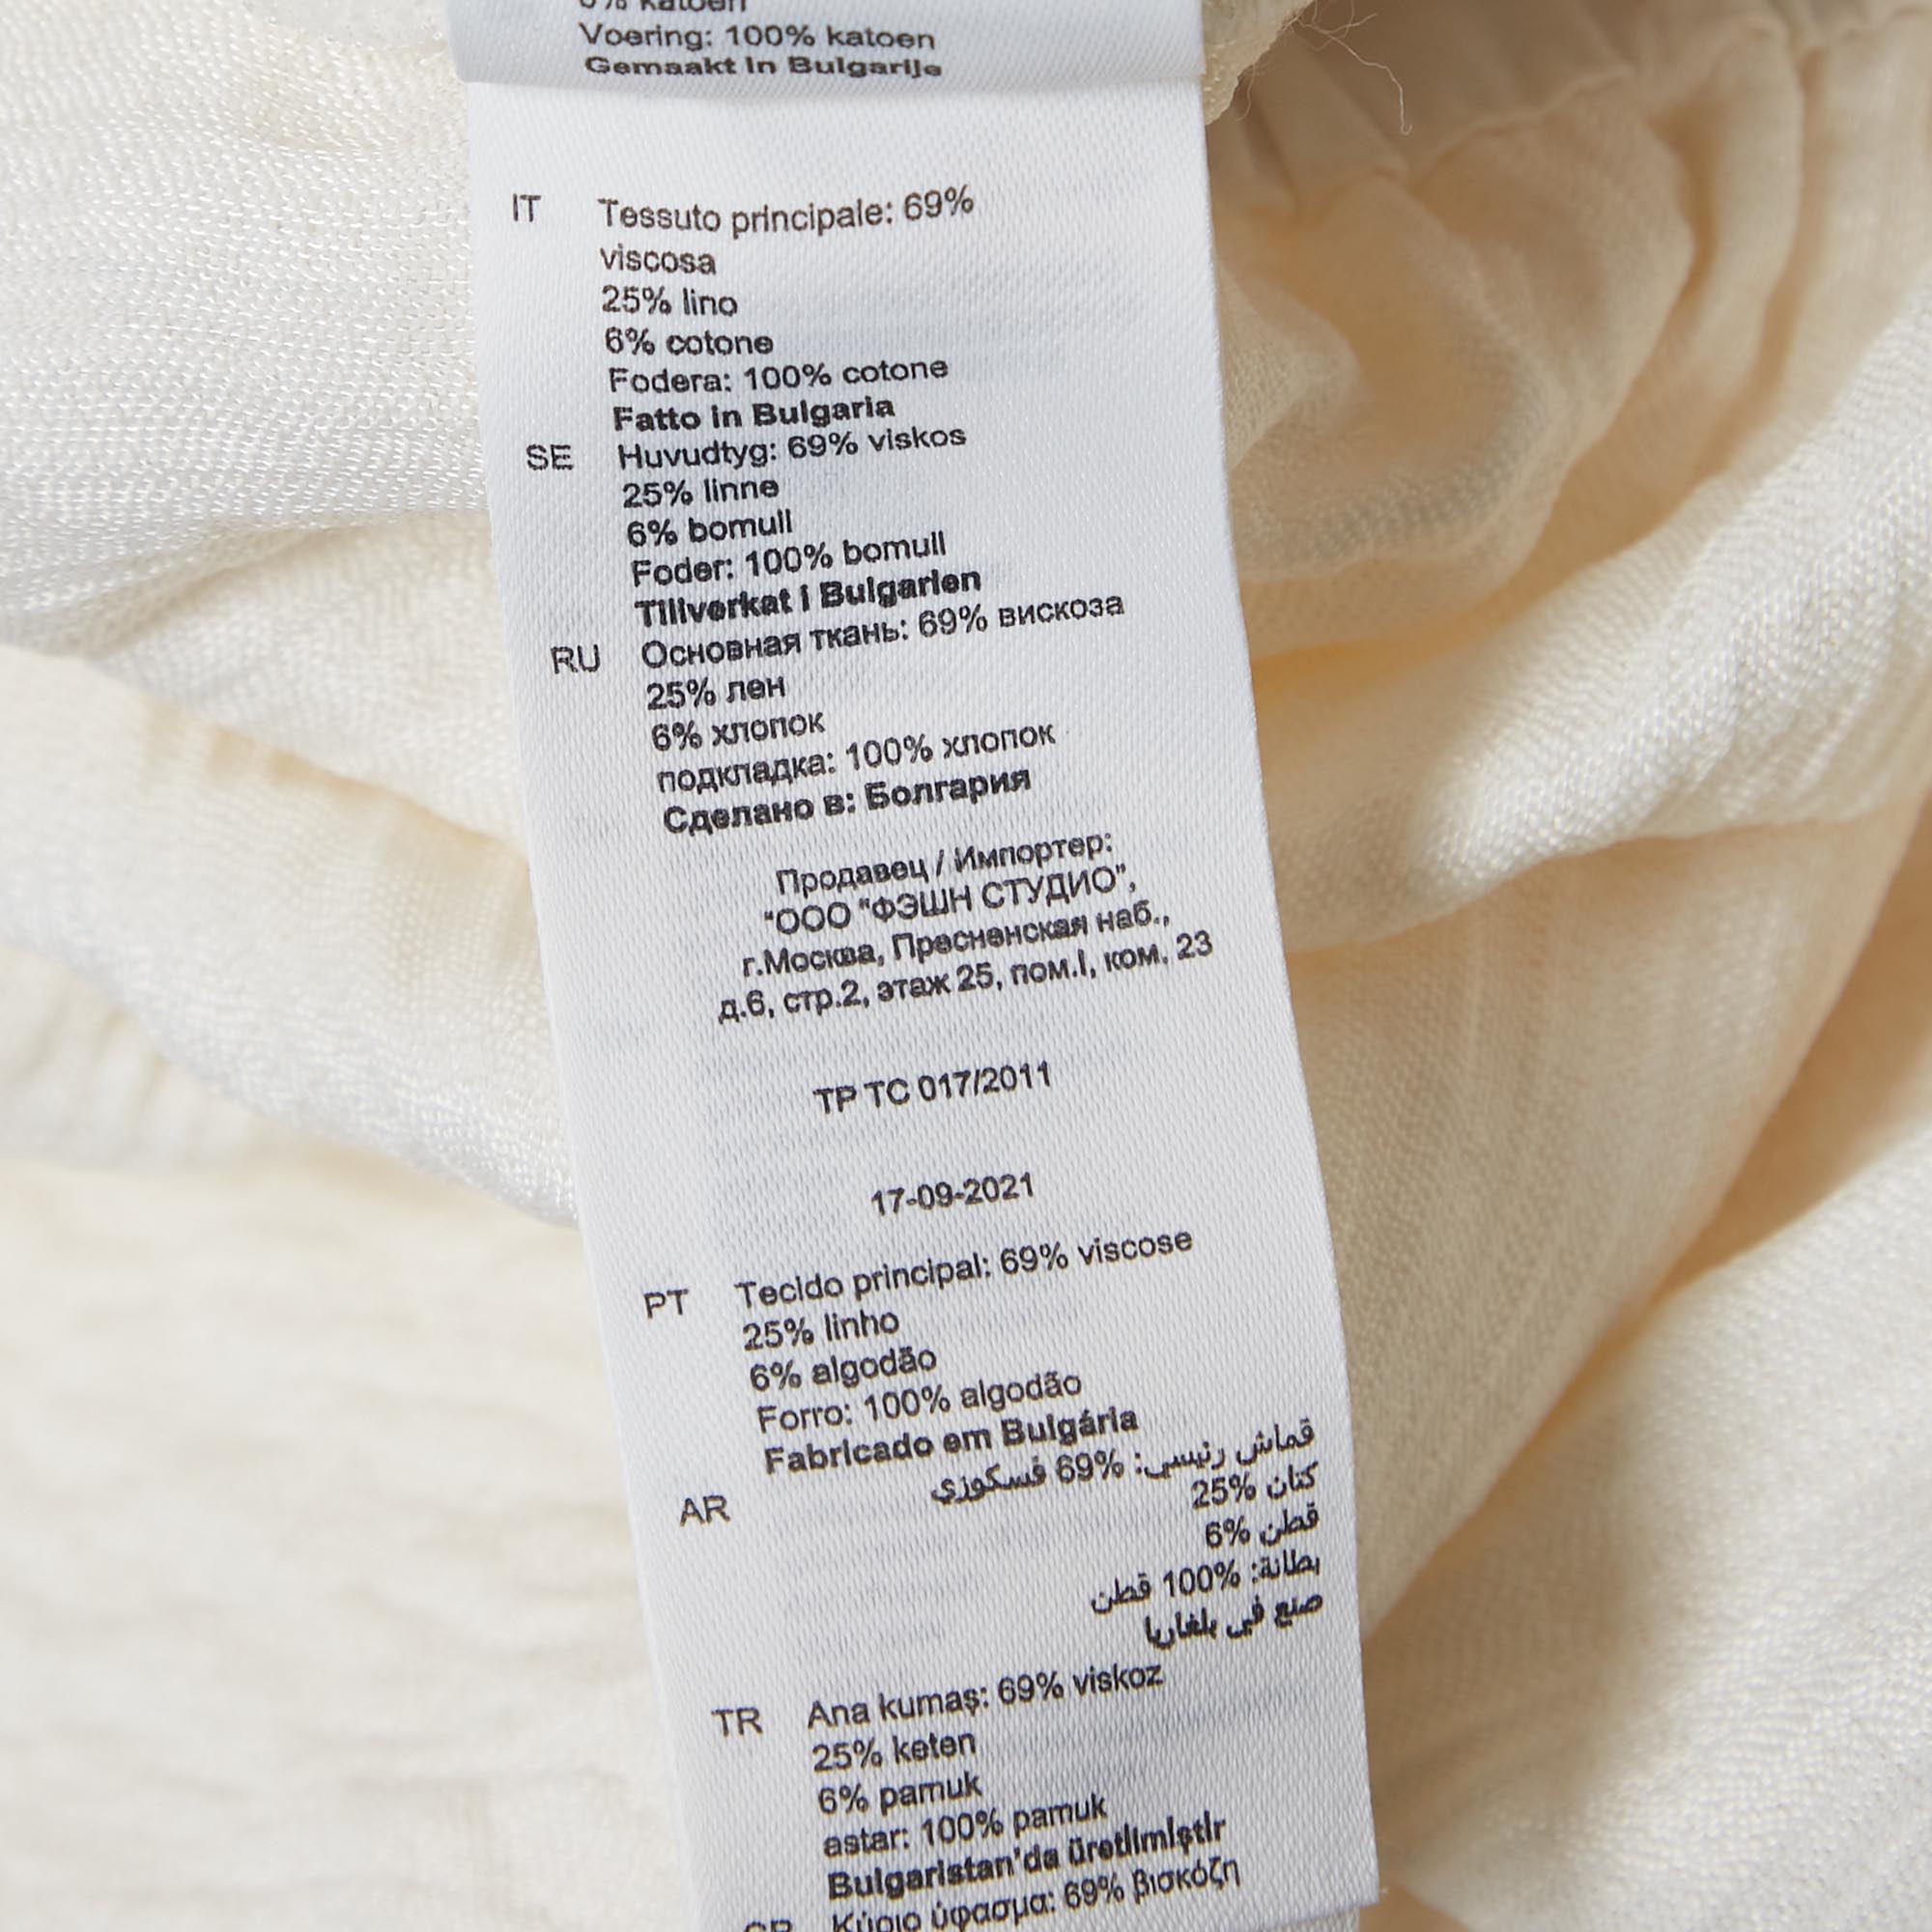 6% katoen
Voering: 100% katoen
Gemaakt in Bulgarije
IT Tessuto principale: 69%
viscosa
25% lino
6% cotone
Fodera: 100% cotone
Fatto in Bulgaria
SE Huvudtyg: 69% viskos
25% linne
6% bomull
Foder: 100% bomull
Tillverkat i Bulgarien
RU Основная ткань: 69% вискоза
25% лен
6% хлопок
подкладка: 100% хлопок
Сделано в: Болгария
Продавец / Импортер:
"ООО "ФЭШН СТУДИО",
г.Москва, Пресненская наб.,
д.6, стр.2, этаж 25, пом.I, ком. 23
ТР ТС 017/2011
17-09-2021
PT Tecido principal: 69% viscose
25% linho
6% algodão
Forro: 100% algodão
Fabricado em Bulgária
AR قماش رئيسي: 69% فسكوزي
كتان 25%
قطن 6%
بطانة: 100% قطن
صنع في بلغاريا
TR Ana kumaş: 69% viskoz
25% keten
6% pamuk
astar: 100% pamuk
Bulgaristan'da üretilmiştir
GR Κύριο ύφασμα: 69% βισκόζη